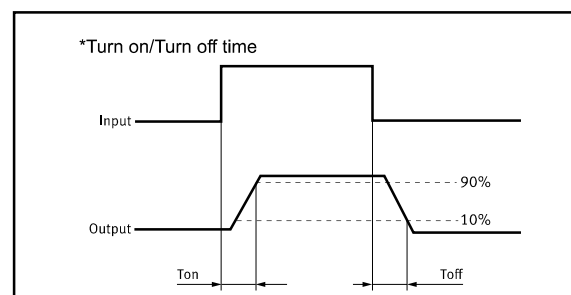 *Turn on/Turn off time
Input
90%
10%
Output
Ton
Toff